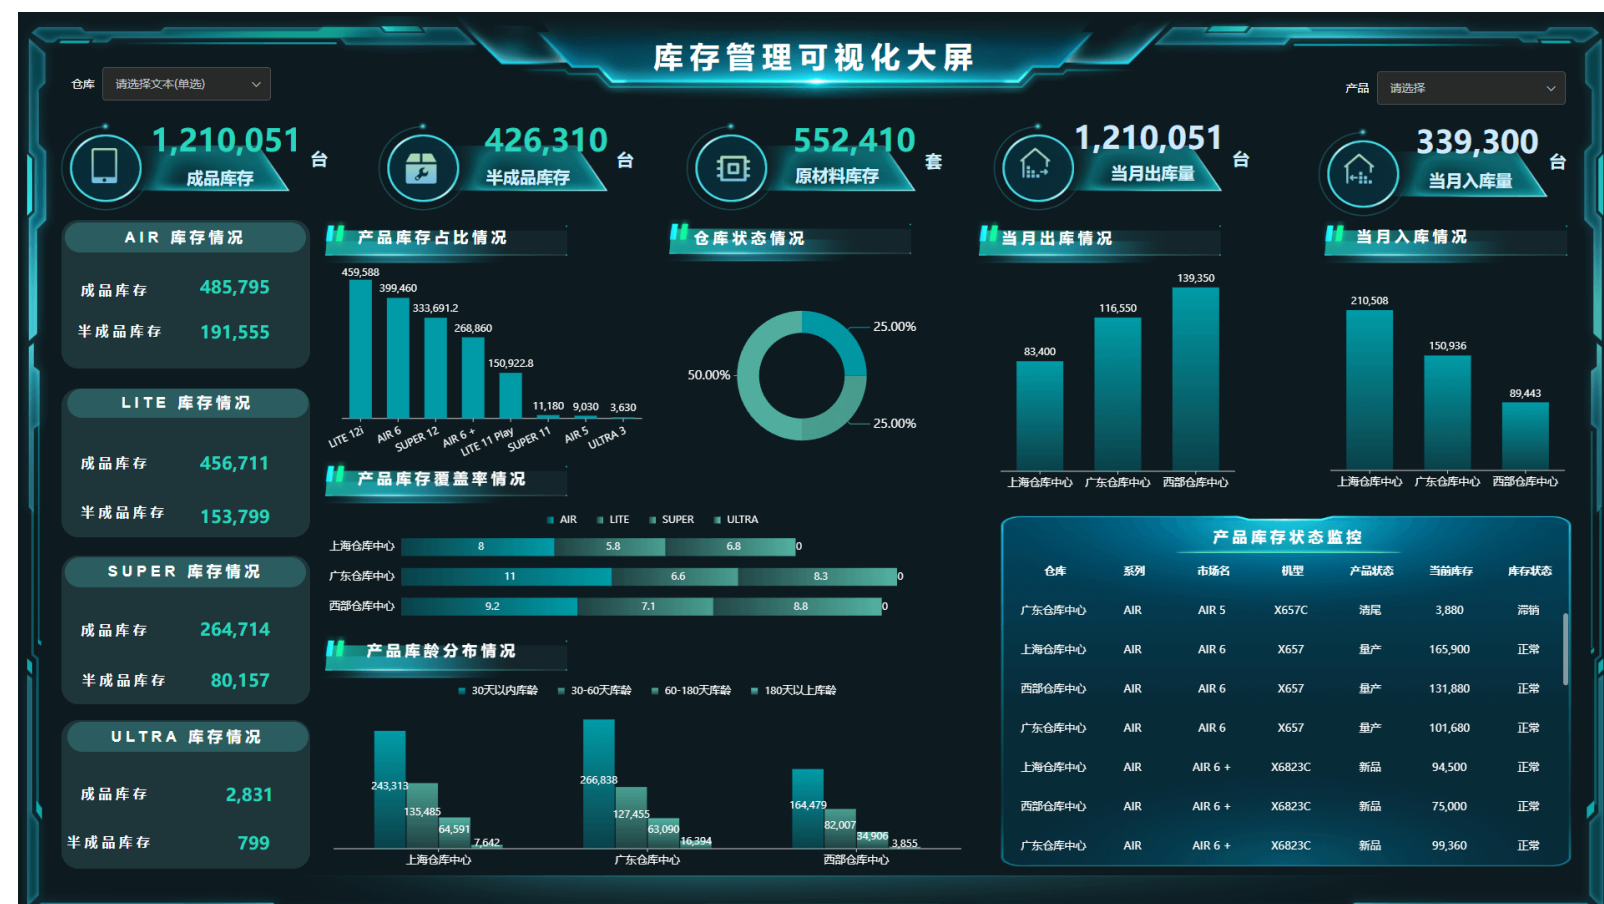 库存管理可视化大屏
仓库 请选择文本(单选)
产品 请选择
1,210,051 台
成品库存
426,310 台
半成品库存
552,410 套
原材料库存
1,210,051 台
当月出库量
339,300 台
当月入库量
AIR 库存情况
成品库存 485,795
半成品库存 191,555
LITE 库存情况
成品库存 456,711
半成品库存 153,799
SUPER 库存情况
成品库存 264,714
半成品库存 80,157
ULTRA 库存情况
成品库存 2,831
半成品库存 799
产品库存占比情况
459,588
399,460
333,691.2
268,860
150,922.8
11,180
9,030
3,630
LITE 12i
AIR 6
SUPER 12
AIR 6 +
LITE 11 Play
SUPER 11
AIR 5
ULTRA 3
仓库状态情况
25.00%
50.00%
25.00%
产品库存覆盖率情况
AIR LITE SUPER ULTRA
上海仓库中心 8 5.8 6.8 0
广东仓库中心 11 6.6 8.3 0
西部仓库中心 9.2 7.1 8.8 0
产品库龄分布情况
30天以内库龄 30-60天库龄 60-180天库龄 180天以上库龄
243,313
135,485
64,591
7,642
266,838
127,455
63,090
16,394
164,479
82,007
34,906
3,855
上海仓库中心 广东仓库中心 西部仓库中心
当月出库情况
83,400
116,550
139,350
上海仓库中心 广东仓库中心 西部仓库中心
当月入库情况
210,508
150,936
89,443
上海仓库中心 广东仓库中心 西部仓库中心
产品库存状态监控
仓库 系列 市场名 机型 产品状态 当前库存 库存状态
广东仓库中心 AIR AIR 5 X657C 清尾 3,880 滞销
上海仓库中心 AIR AIR 6 X657 量产 165,900 正常
西部仓库中心 AIR AIR 6 X657 量产 131,880 正常
广东仓库中心 AIR AIR 6 X657 量产 101,680 正常
上海仓库中心 AIR AIR 6 + X6823C 新品 94,500 正常
西部仓库中心 AIR AIR 6 + X6823C 新品 75,000 正常
广东仓库中心 AIR AIR 6 + X6823C 新品 99,360 正常